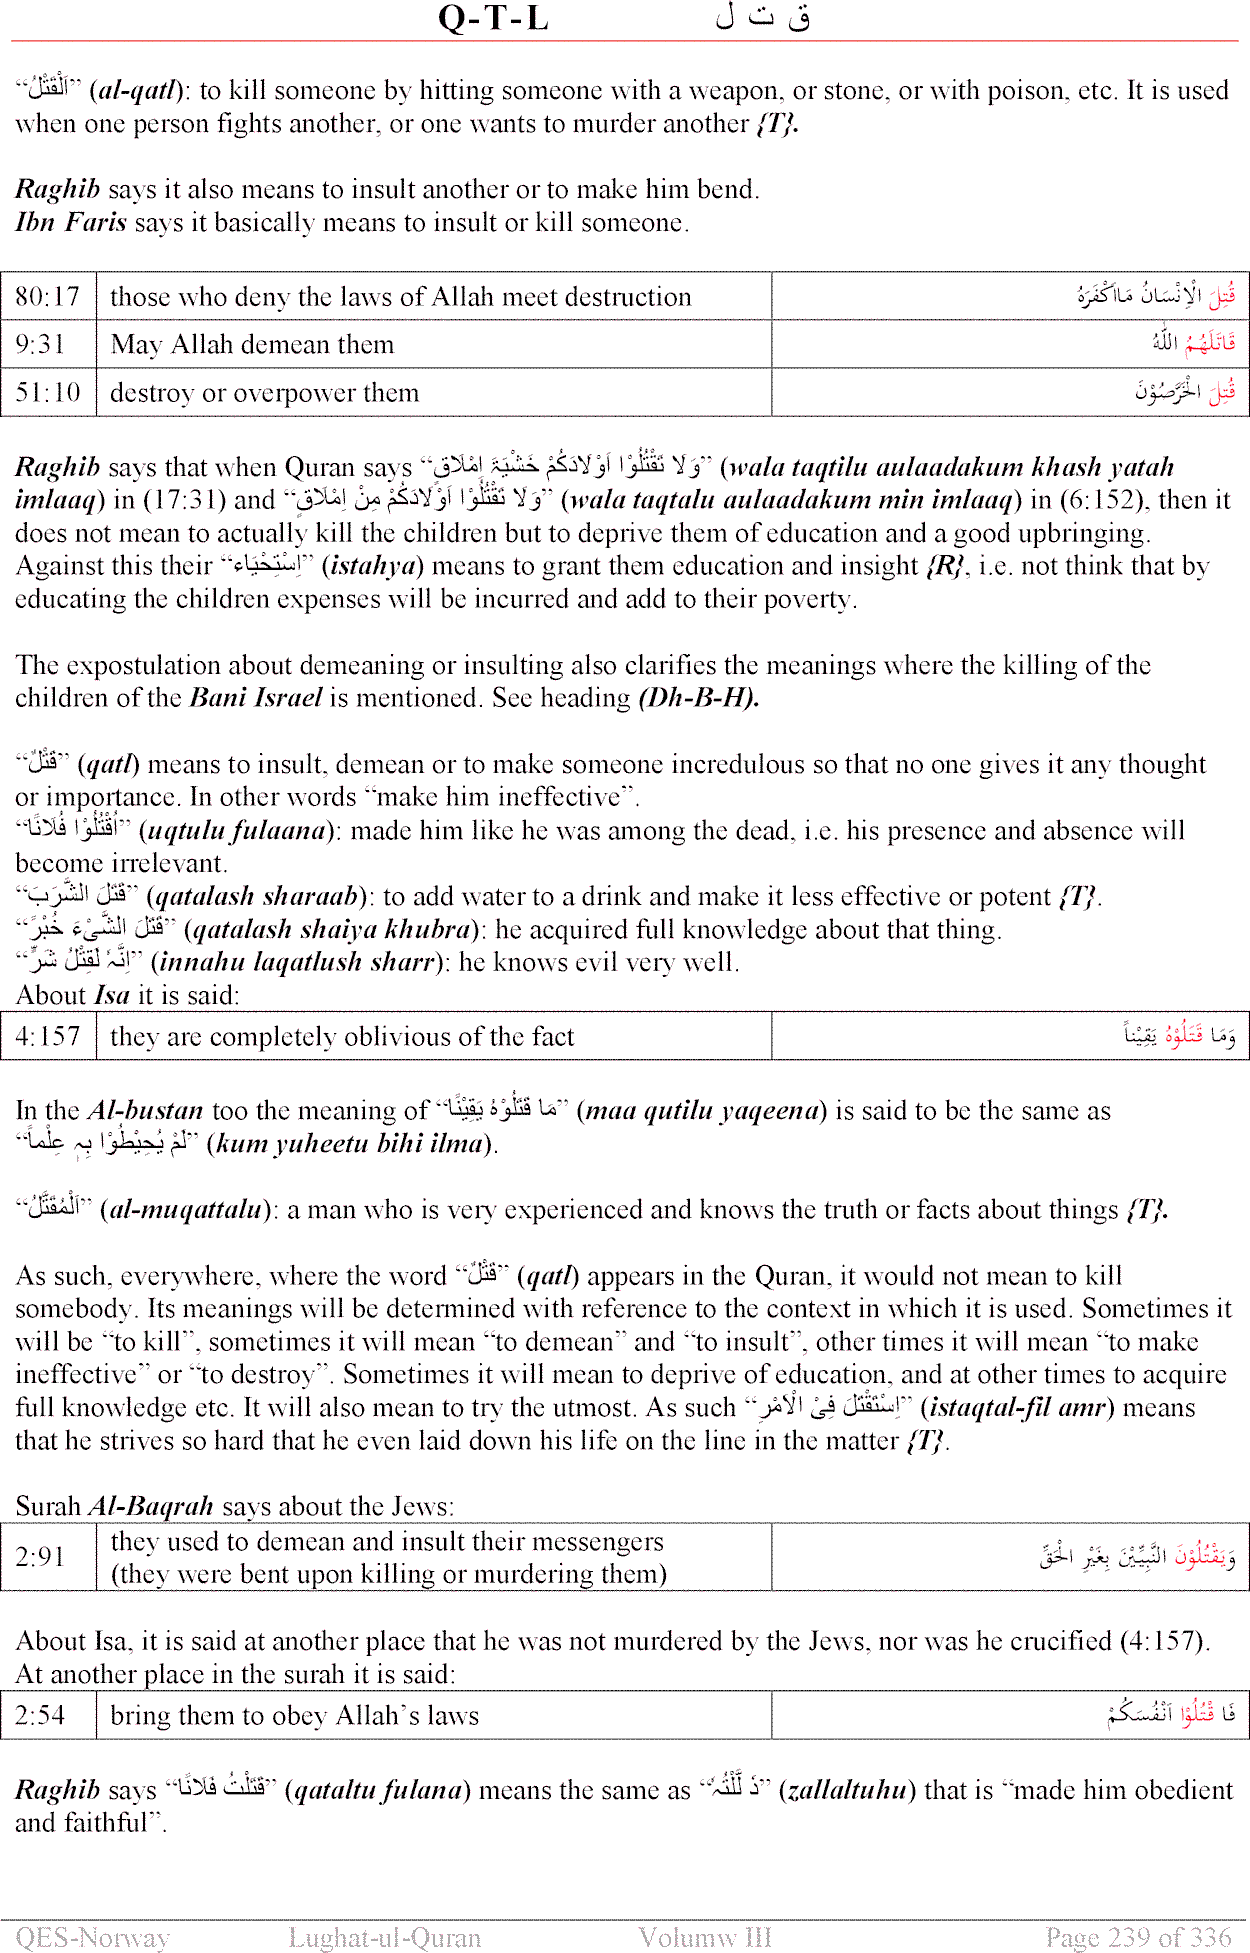 Q-T-L ق ت ل
“اَلْقَتْلُ” (al-qatl): to kill someone by hitting someone with a weapon, or stone, or with poison, etc. It is used
when one person fights another, or one wants to murder another {T}.
Raghib says it also means to insult another or to make him bend.
Ibn Faris says it basically means to insult or kill someone.
80:17 those who deny the laws of Allah meet destruction قُتِلَ الْاِنْسَانُ مَااَكْفَرَهُ
9:31 May Allah demean them قَاتَلَهُمُ اللّٰهُ
51:10 destroy or overpower them قُتِلَ الْخَرّٰصُوْنَ
Raghib says that when Quran says “وَلَا تَقْتُلُوْا اَوْلَادَكُمْ خَشْيَۃَ اِمْلَاقٍ” (wala taqtilu aulaadakum khash yatah
imlaaq) in (17:31) and “وَلَا تَقْتُلُوْا اَوْلَادَكُمْ مِنْ اِمْلَاقٍ” (wala taqtalu aulaadakum min imlaaq) in (6:152), then it
does not mean to actually kill the children but to deprive them of education and a good upbringing.
Against this their “اِسْتِحْيَاء” (istahya) means to grant them education and insight {R}, i.e. not think that by
educating the children expenses will be incurred and add to their poverty.
The expostulation about demeaning or insulting also clarifies the meanings where the killing of the
children of the Bani Israel is mentioned. See heading (Dh-B-H).
“قَتْلٌ” (qatl) means to insult, demean or to make someone incredulous so that no one gives it any thought
or importance. In other words “make him ineffective”.
“اُقْتُلُوْا فُلَانًا” (uqtulu fulaana): made him like he was among the dead, i.e. his presence and absence will
become irrelevant.
“قَتَلَ الشَّرَبَ” (qatalash sharaab): to add water to a drink and make it less effective or potent {T}.
“قَتَلَ الشَّیْءَ خُبْرً” (qatalash shaiya khubra): he acquired full knowledge about that thing.
“اِنَّہُ لَقِتْلُ شَرٍّ” (innahu laqatlush sharr): he knows evil very well.
About Isa it is said:
4:157 they are completely oblivious of the fact وَمَا قَتَلُوْهُ يَقِيْناً
In the Al-bustan too the meaning of “مَا قَتَلُوْهُ يَقِيْنًا” (maa qutilu yaqeena) is said to be the same as
“لَمْ يُحِيْطُوْا بِہٖ عِلْماً” (kum yuheetu bihi ilma).
“اَلْمُقَتَّلُ” (al-muqattalu): a man who is very experienced and knows the truth or facts about things {T}.
As such, everywhere, where the word “قَتْلٌ” (qatl) appears in the Quran, it would not mean to kill
somebody. Its meanings will be determined with reference to the context in which it is used. Sometimes it
will be “to kill”, sometimes it will mean “to demean” and “to insult”, other times it will mean “to make
ineffective” or “to destroy”. Sometimes it will mean to deprive of education, and at other times to acquire
full knowledge etc. It will also mean to try the utmost. As such “اِسْتَقْتَلَ فِیْ الْاَمْرِ” (istaqtal-fil amr) means
that he strives so hard that he even laid down his life on the line in the matter {T}.
Surah Al-Baqrah says about the Jews:
2:91 they used to demean and insult their messengers
(they were bent upon killing or murdering them) وَيَقْتُلُوْنَ النَّبِيّٖنَ بِغَيْرِ الْحَقِّ
About Isa, it is said at another place that he was not murdered by the Jews, nor was he crucified (4:157).
At another place in the surah it is said:
2:54 bring them to obey Allah’s laws فَا قْتُلُوْا اَنْفُسَكُمْ
Raghib says “قَتَلْتُ فَلَانًا” (qataltu fulana) means the same as “ذَ لَّلْتُہٗ” (zallaltuhu) that is “made him obedient
and faithful”.
QES-Norway Lughat-ul-Quran Volumw III Page 239 of 336